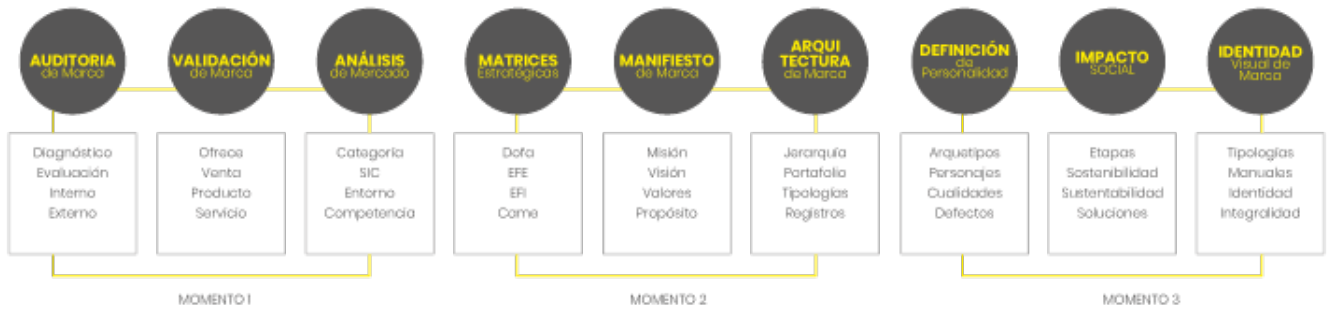 AUDITORIA
de Marca
VALIDACIÓN
de Marca
ANÁLISIS
de Mercado
MATRICES
Estratégicas
MANIFIESTO
de Marca
ARQUI
TECTURA
de Marca
DEFINICIÓN
de
Personalidad
IMPACTO
SOCIAL
IDENTIDAD
Visual de
Marca
Diagnóstico
Evaluación
Interno
Externo
Ofrece
Venta
Producto
Servicio
Categoría
SIC
Entorno
Competencia
Dofa
EFE
EFI
Came
Misión
Visión
Valores
Propósito
Jerarquía
Portafolio
Tipologías
Registros
Arquetipos
Personajes
Cualidades
Defectos
Etapas
Sostenibilidad
Sustentabilidad
Soluciones
Tipologías
Manuales
Identidad
Integralidad
MOMENTO 1
MOMENTO 2
MOMENTO 3